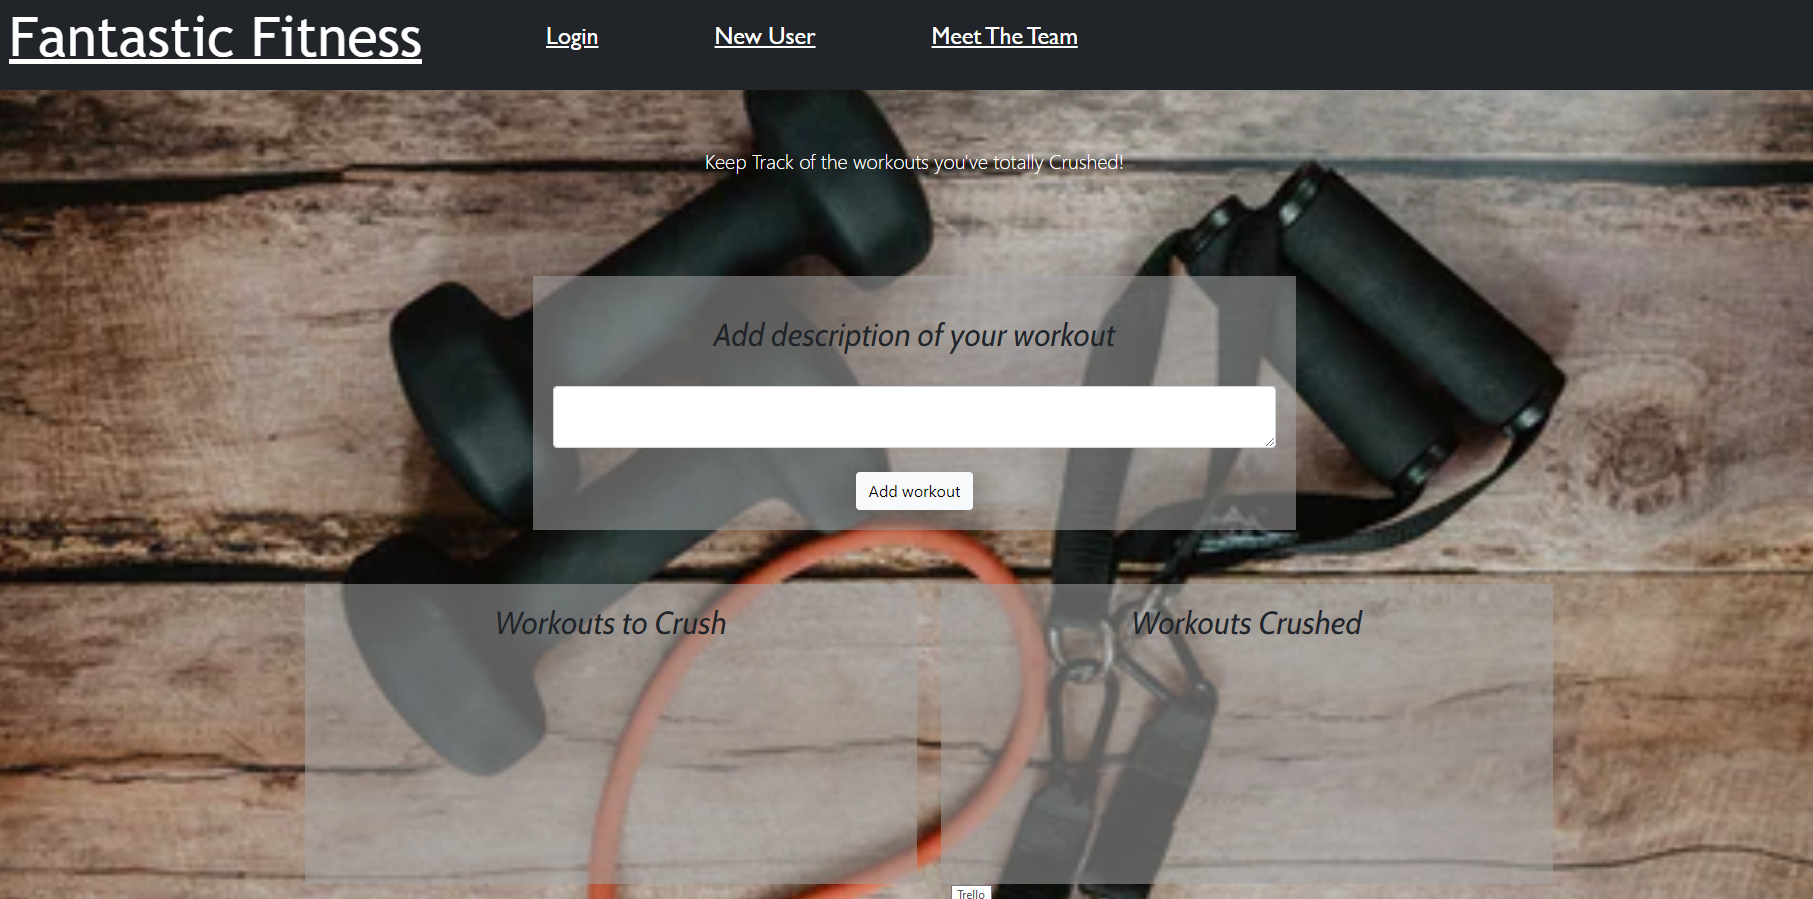 Fantastic Fitness
Login
New User
Meet The Team
Keep Track of the workouts you've totally Crushed!
Add description of your workout
Add workout
Workouts to Crush
Workouts Crushed
Trello